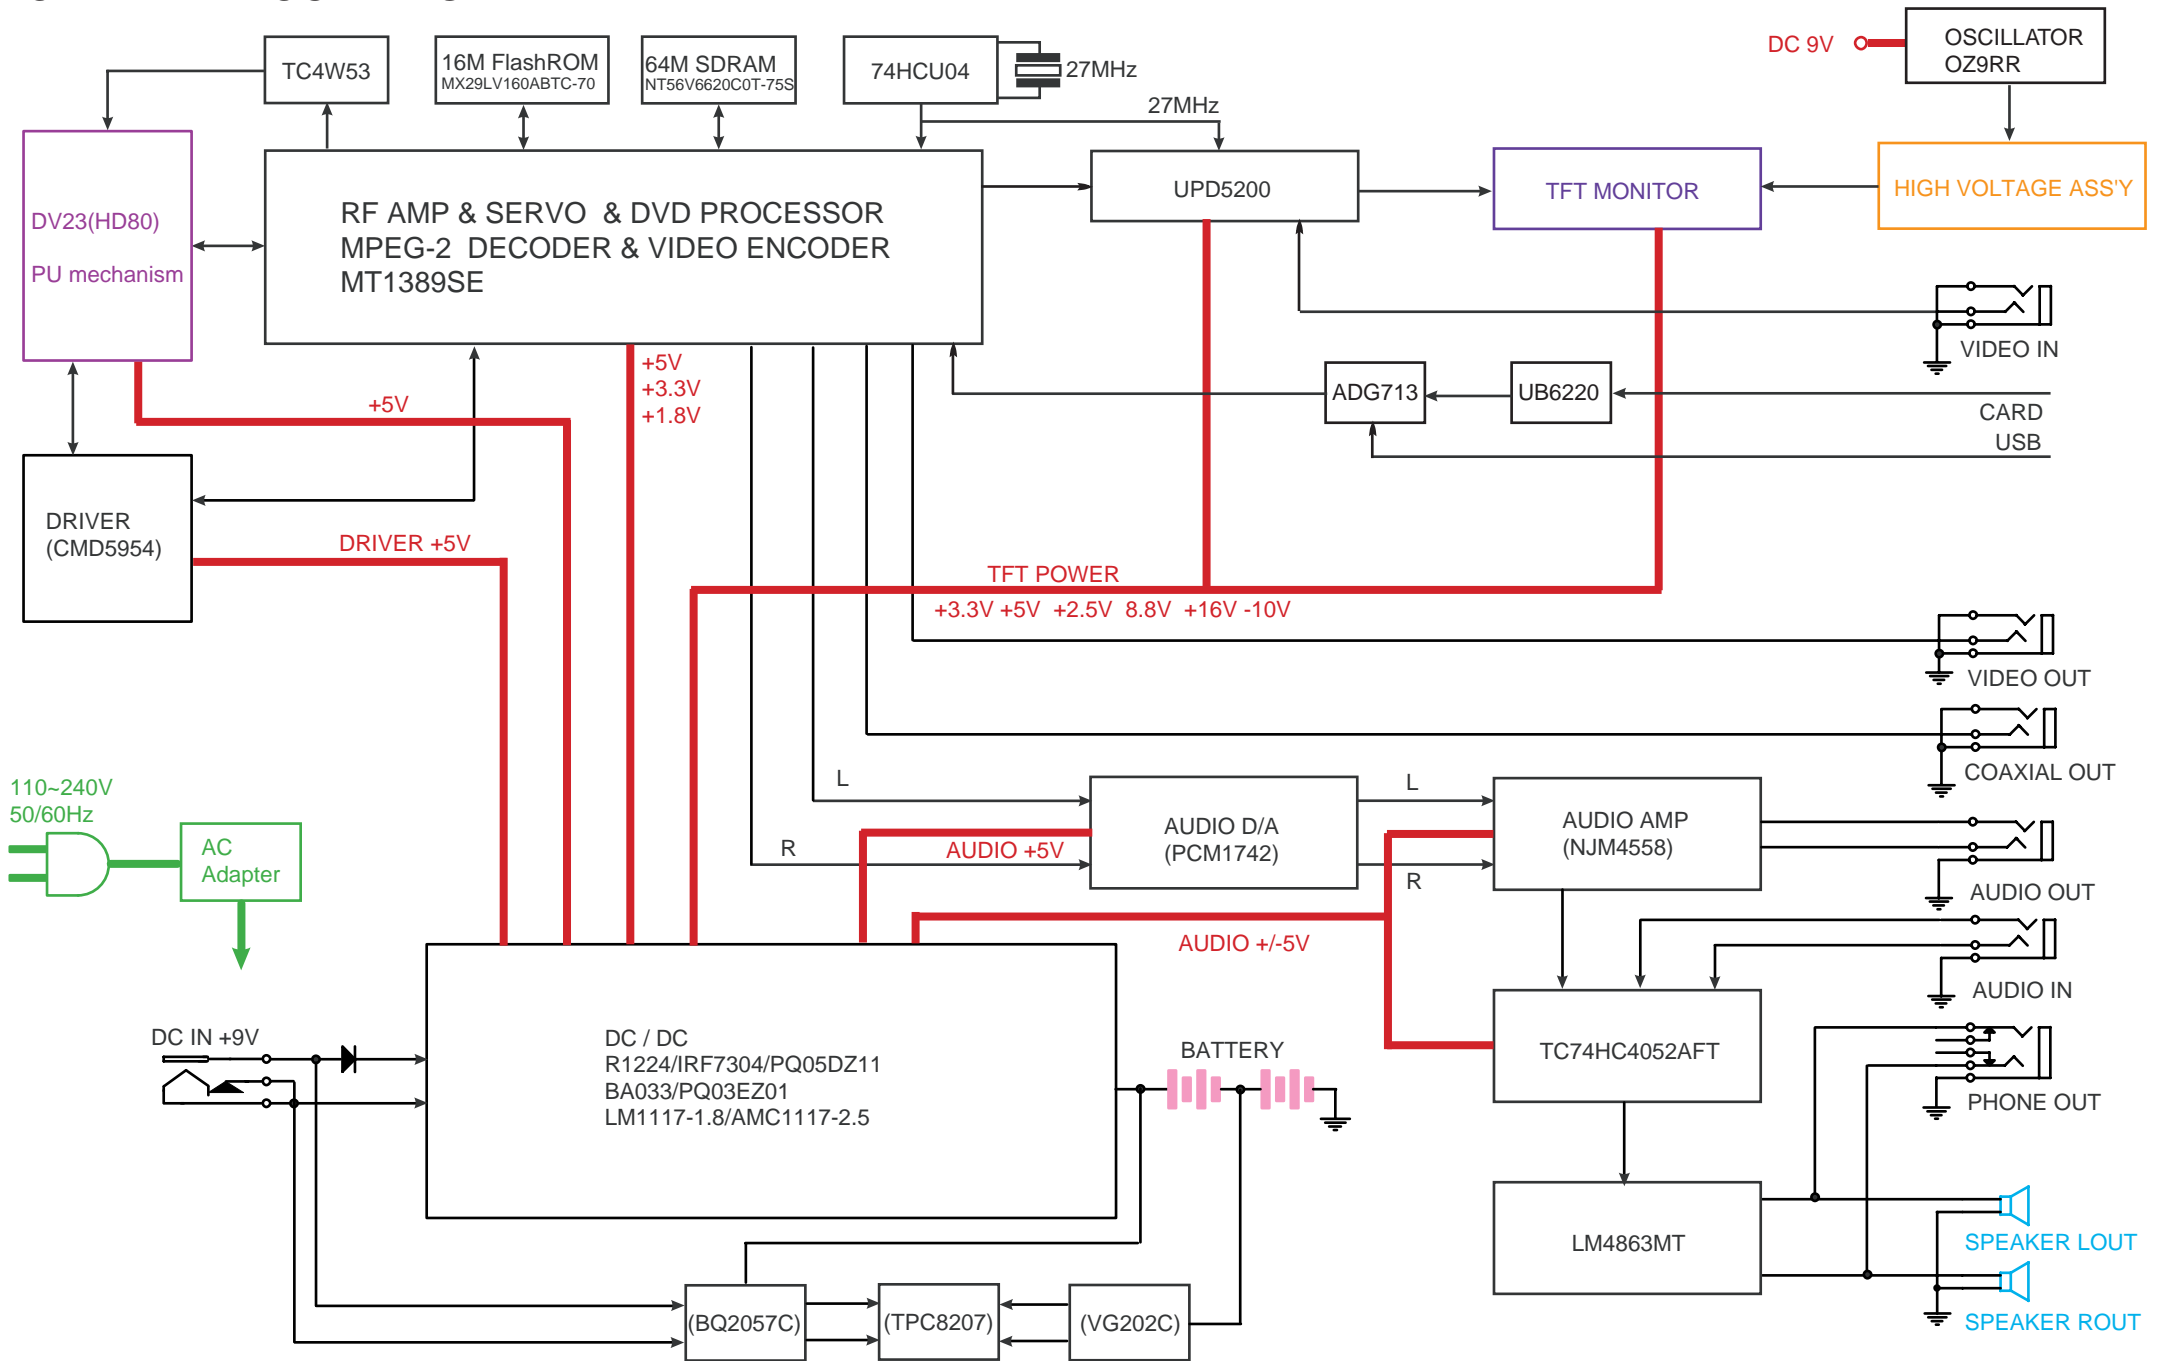 DC 9V
OSCILLATOR
OZ9RR
TC4W53
16M FlashROM
MX29LV160ABTC-70
64M SDRAM
NT56V6620C0T-75S
74HCU04
27MHz
27MHz
DV23(HD80)
PU mechanism
RF AMP & SERVO & DVD PROCESSOR
MPEG-2 DECODER & VIDEO ENCODER
MT1389SE
UPD5200
TFT MONITOR
HIGH VOLTAGE ASS'Y
VIDEO IN
+5V
+5V
+3.3V
+1.8V
ADG713
UB6220
CARD
USB
DRIVER
(CMD5954)
DRIVER +5V
TFT POWER
+3.3V +5V +2.5V 8.8V +16V -10V
VIDEO OUT
COAXIAL OUT
110~240V
50/60Hz
AC
Adapter
L
R
AUDIO +5V
AUDIO D/A
(PCM1742)
L
R
AUDIO AMP
(NJM4558)
AUDIO OUT
AUDIO +/-5V
AUDIO IN
DC IN +9V
DC / DC
R1224/IRF7304/PQ05DZ11
BA033/PQ03EZ01
LM1117-1.8/AMC1117-2.5
BATTERY
TC74HC4052AFT
PHONE OUT
LM4863MT
SPEAKER LOUT
SPEAKER ROUT
(BQ2057C)
(TPC8207)
(VG202C)